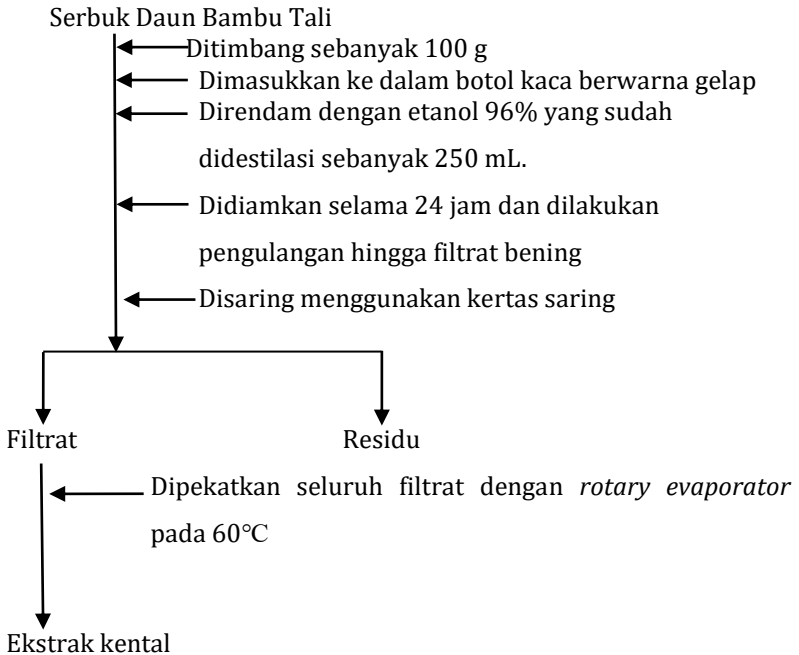 Serbuk Daun Bambu Tali
Ditimbang sebanyak 100 g
Dimasukkan ke dalam botol kaca berwarna gelap
Direndam dengan etanol 96% yang sudah
didestilasi sebanyak 250 mL.
Didiamkan selama 24 jam dan dilakukan
pengulangan hingga filtrat bening
Disaring menggunakan kertas saring
Filtrat
Residu
Dipekatkan seluruh filtrat dengan rotary evaporator
pada 60°C
Ekstrak kental